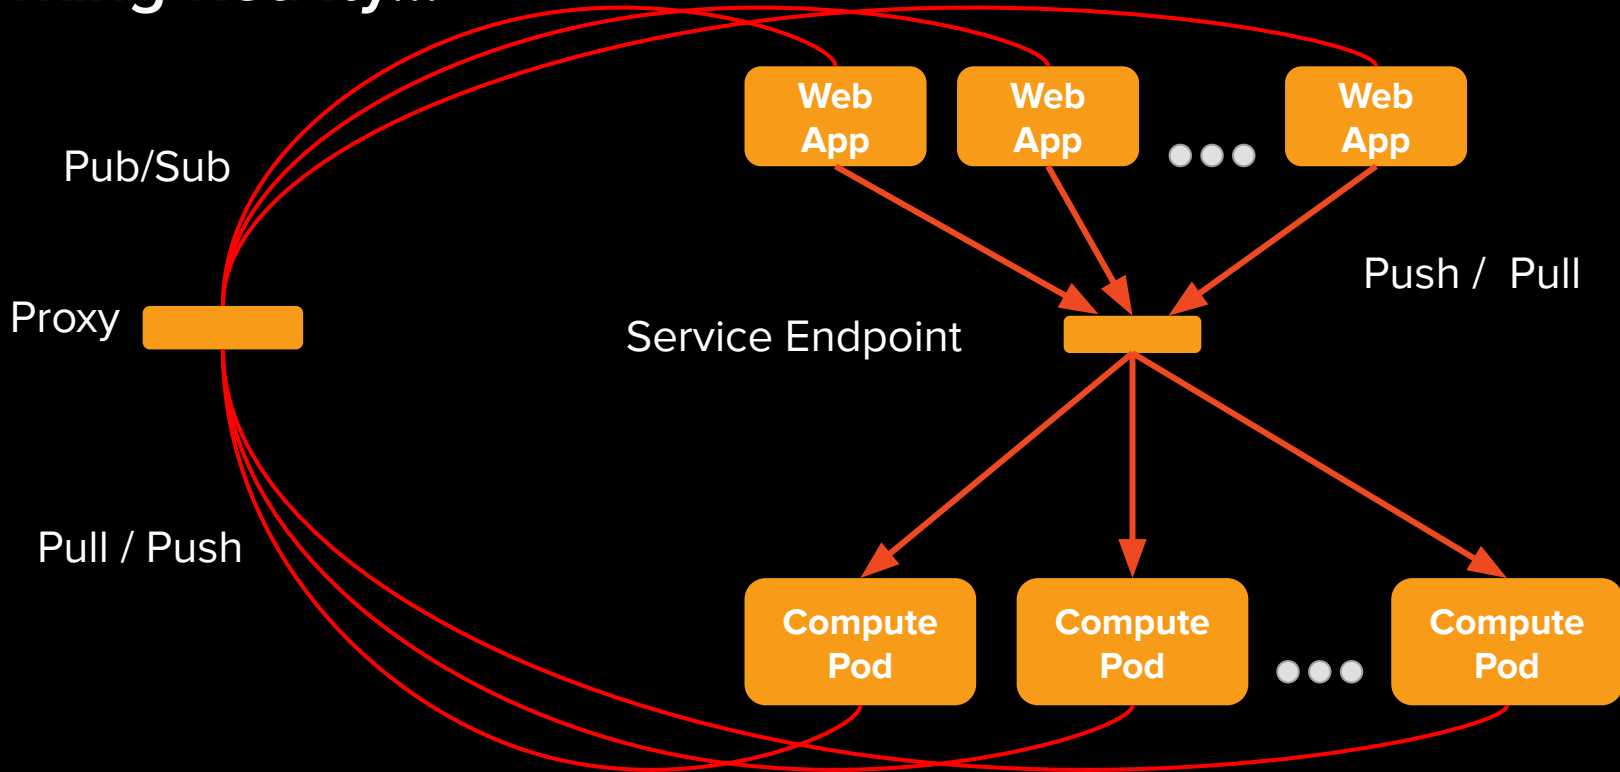 Web
App
Web
App
Web
App
Pub/Sub
Push /  Pull
Proxy
Service Endpoint
Pull / Push
Compute
Pod
Compute
Pod
Compute
Pod